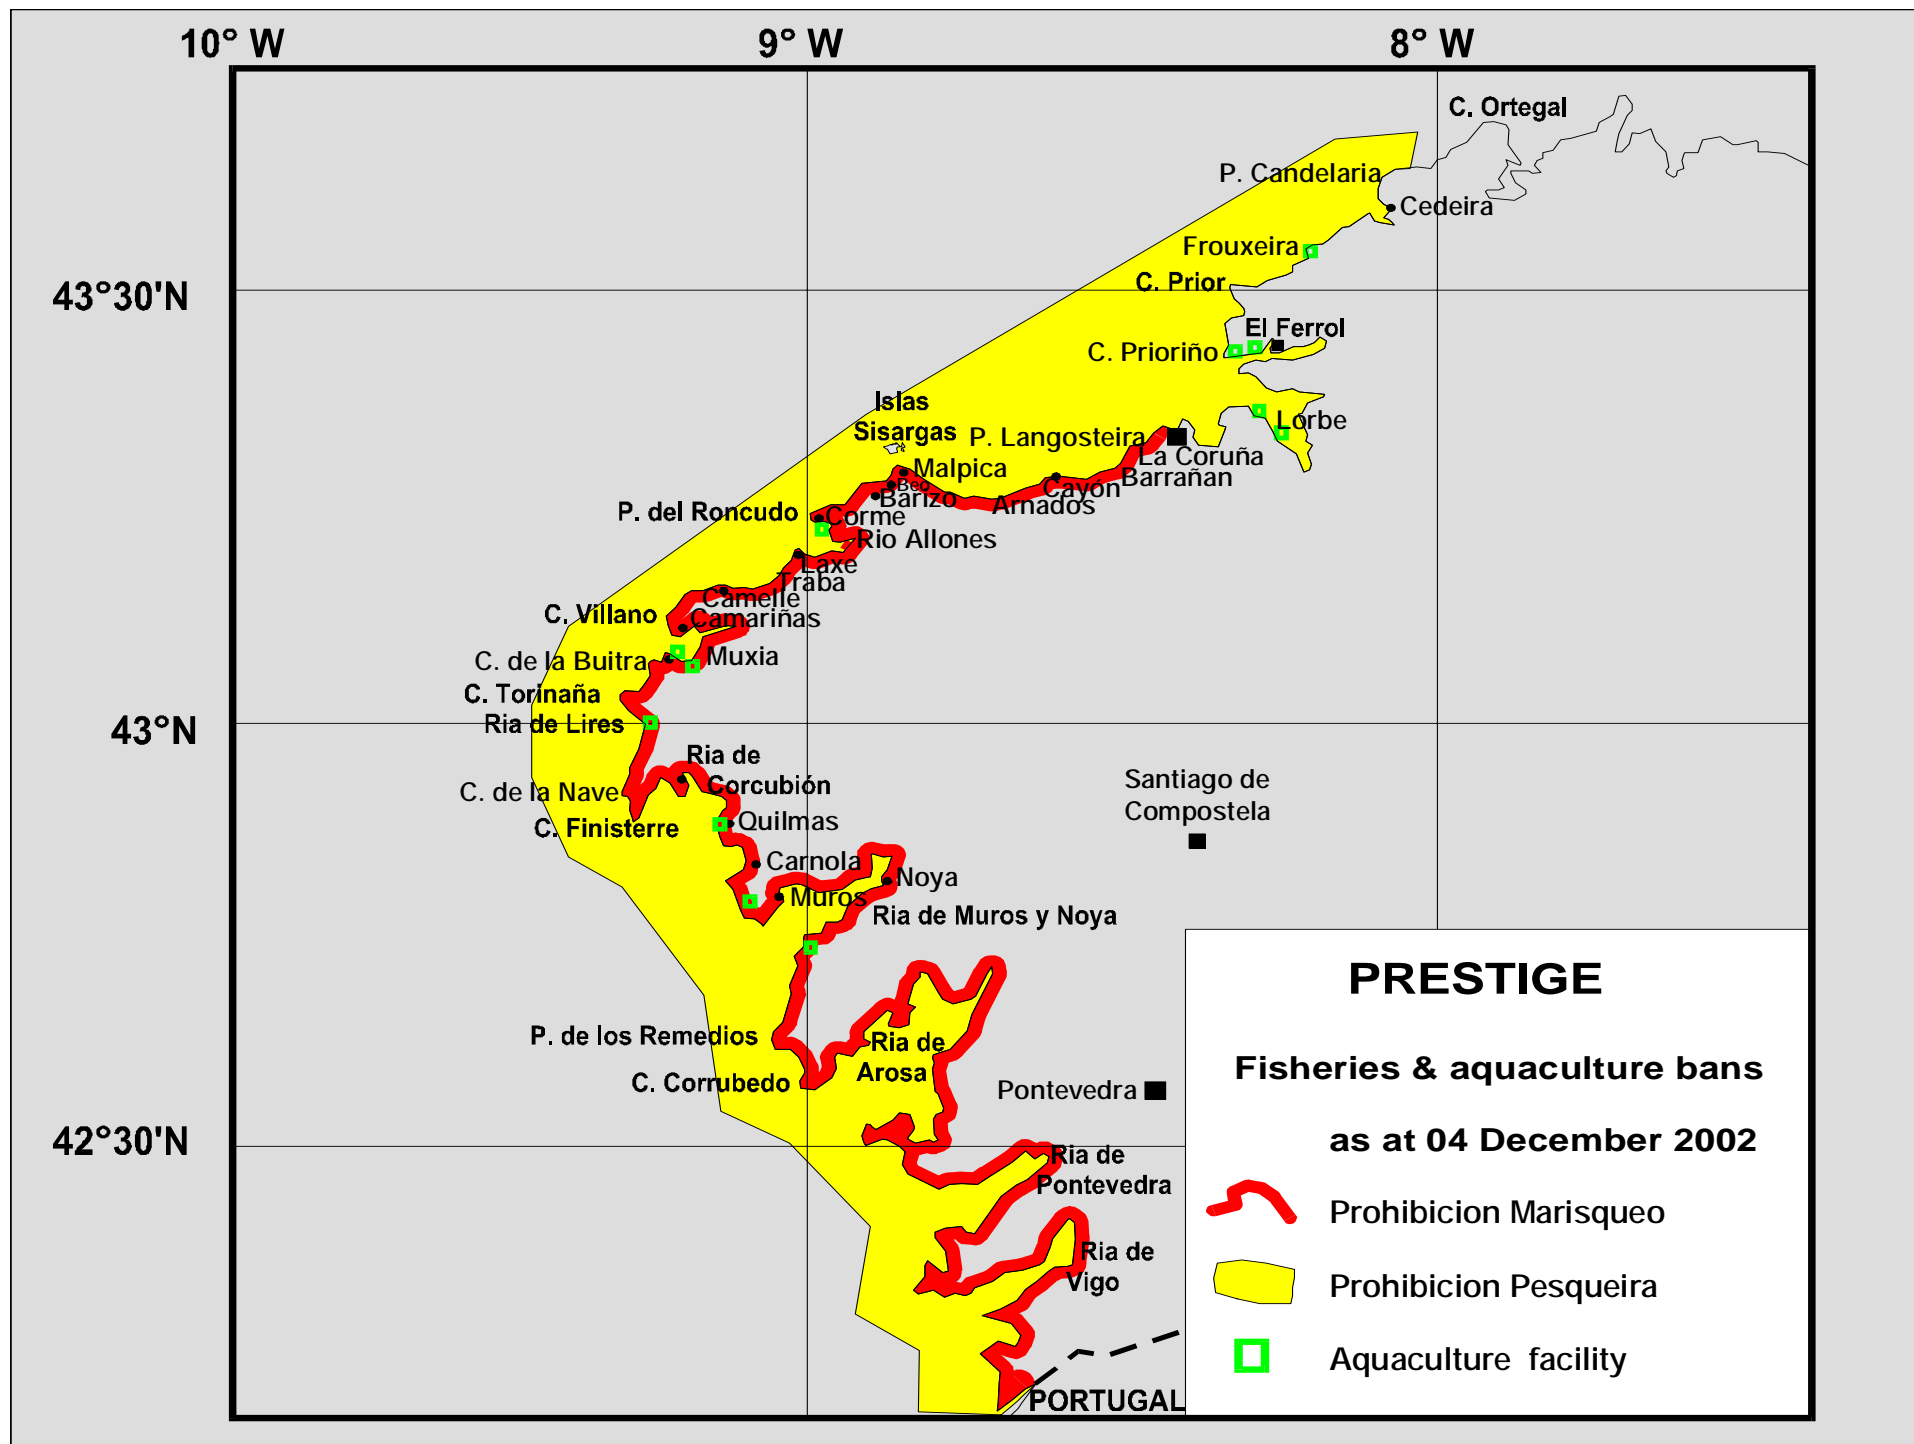 10° W
9° W
8° W
C. Ortegal
P. Candelaria
Cedeira
Frouxeira
C. Prior
43°30'N
El Ferrol
C. Prioriño
Islas
Sisargas
Lorbe
P. Langosteira
La Coruña
Malpica
Barrañan
Beo
Cayón
Barizo
Arnados
P. del Roncudo
Corme
Rio Allones
Laxe
Traba
Camelle
C. Villano
Camariñas
C. de la Buitra
Muxia
C. Torinaña
Ria de Lires
43°N
Ria de
Corcubión
C. de la Nave
Santiago de
Compostela
C. Finisterre
Quilmas
Carnola
Noya
Muros
Ria de Muros y Noya
P. de los Remedios
Ria de
Arosa
C. Corrubedo
Pontevedra
42°30'N
Ria de
Pontevedra
Ria de
Vigo
PORTUGAL
PRESTIGE
Fisheries & aquaculture bans
as at 04 December 2002
Prohibicion Marisqueo
Prohibicion Pesqueira
Aquaculture facility